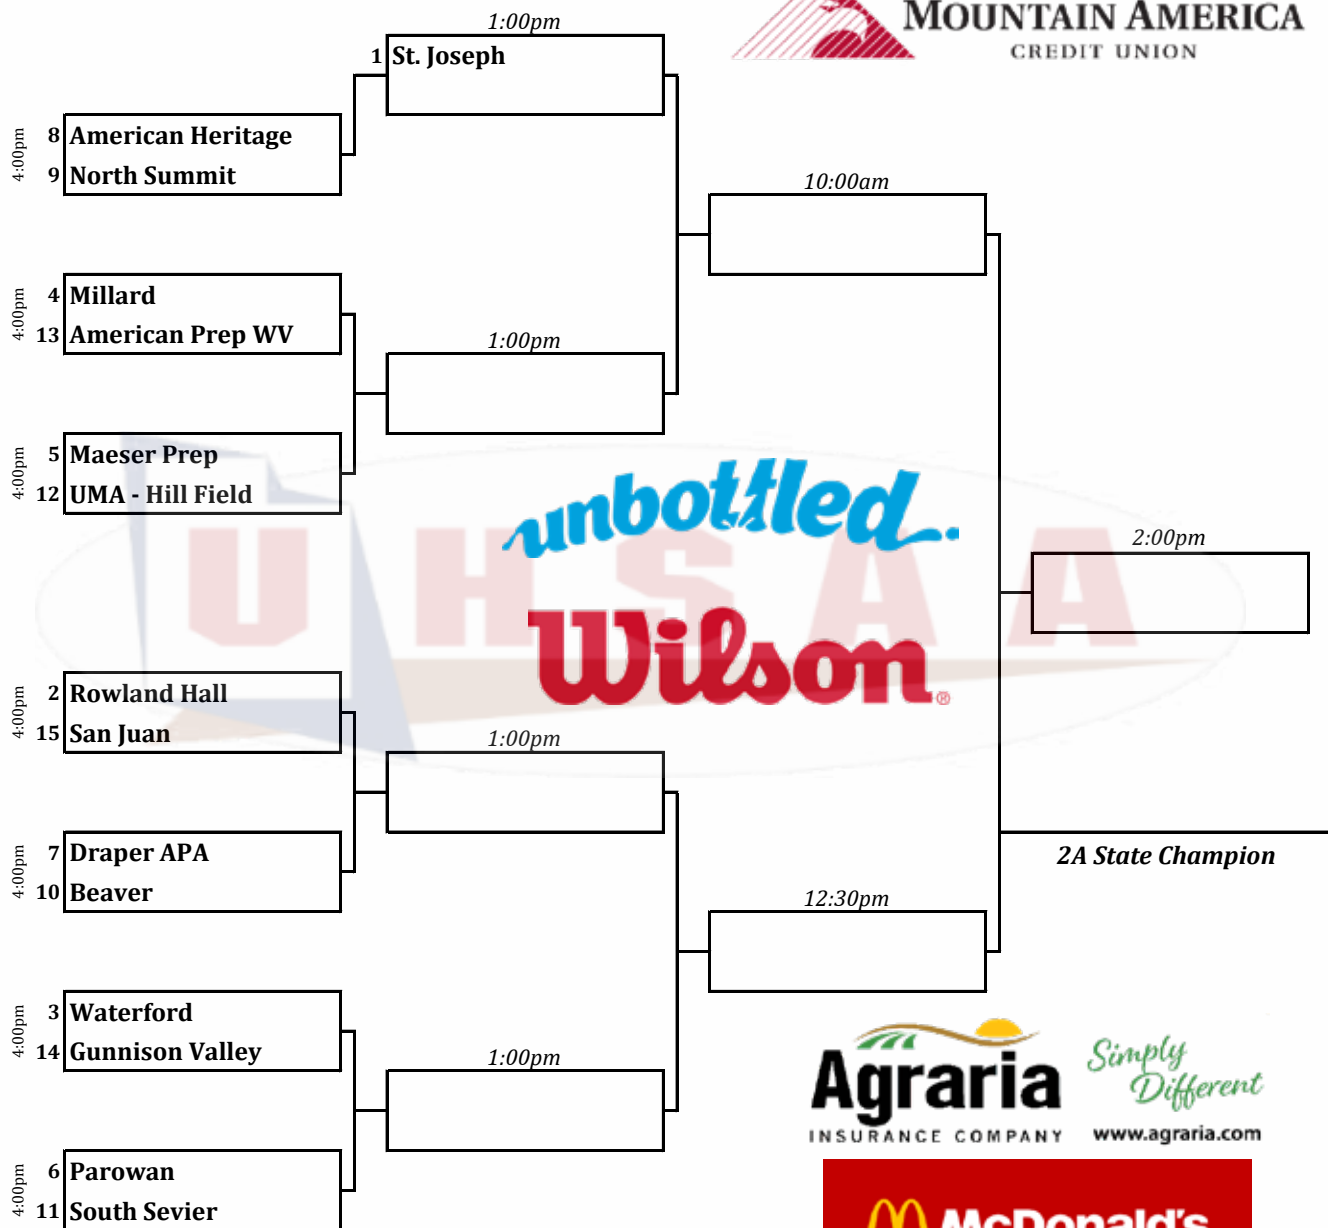 1:00pm
MOUNTAIN AMERICA
CREDIT UNION
1 St. Joseph
4:00pm
8 American Heritage
9 North Summit
10:00am
4:00pm
4 Millard
13 American Prep WV
1:00pm
4:00pm
5 Maeser Prep
12 UMA - Hill Field
unbottled.
UHSAA
2:00pm
Wilson®
4:00pm
2 Rowland Hall
15 San Juan
1:00pm
4:00pm
7 Draper APA
10 Beaver
2A State Champion
12:30pm
4:00pm
3 Waterford
14 Gunnison Valley
1:00pm
Agraria
INSURANCE COMPANY
Simply
Different
www.agraria.com
4:00pm
6 Parowan
11 South Sevier
McDonald's